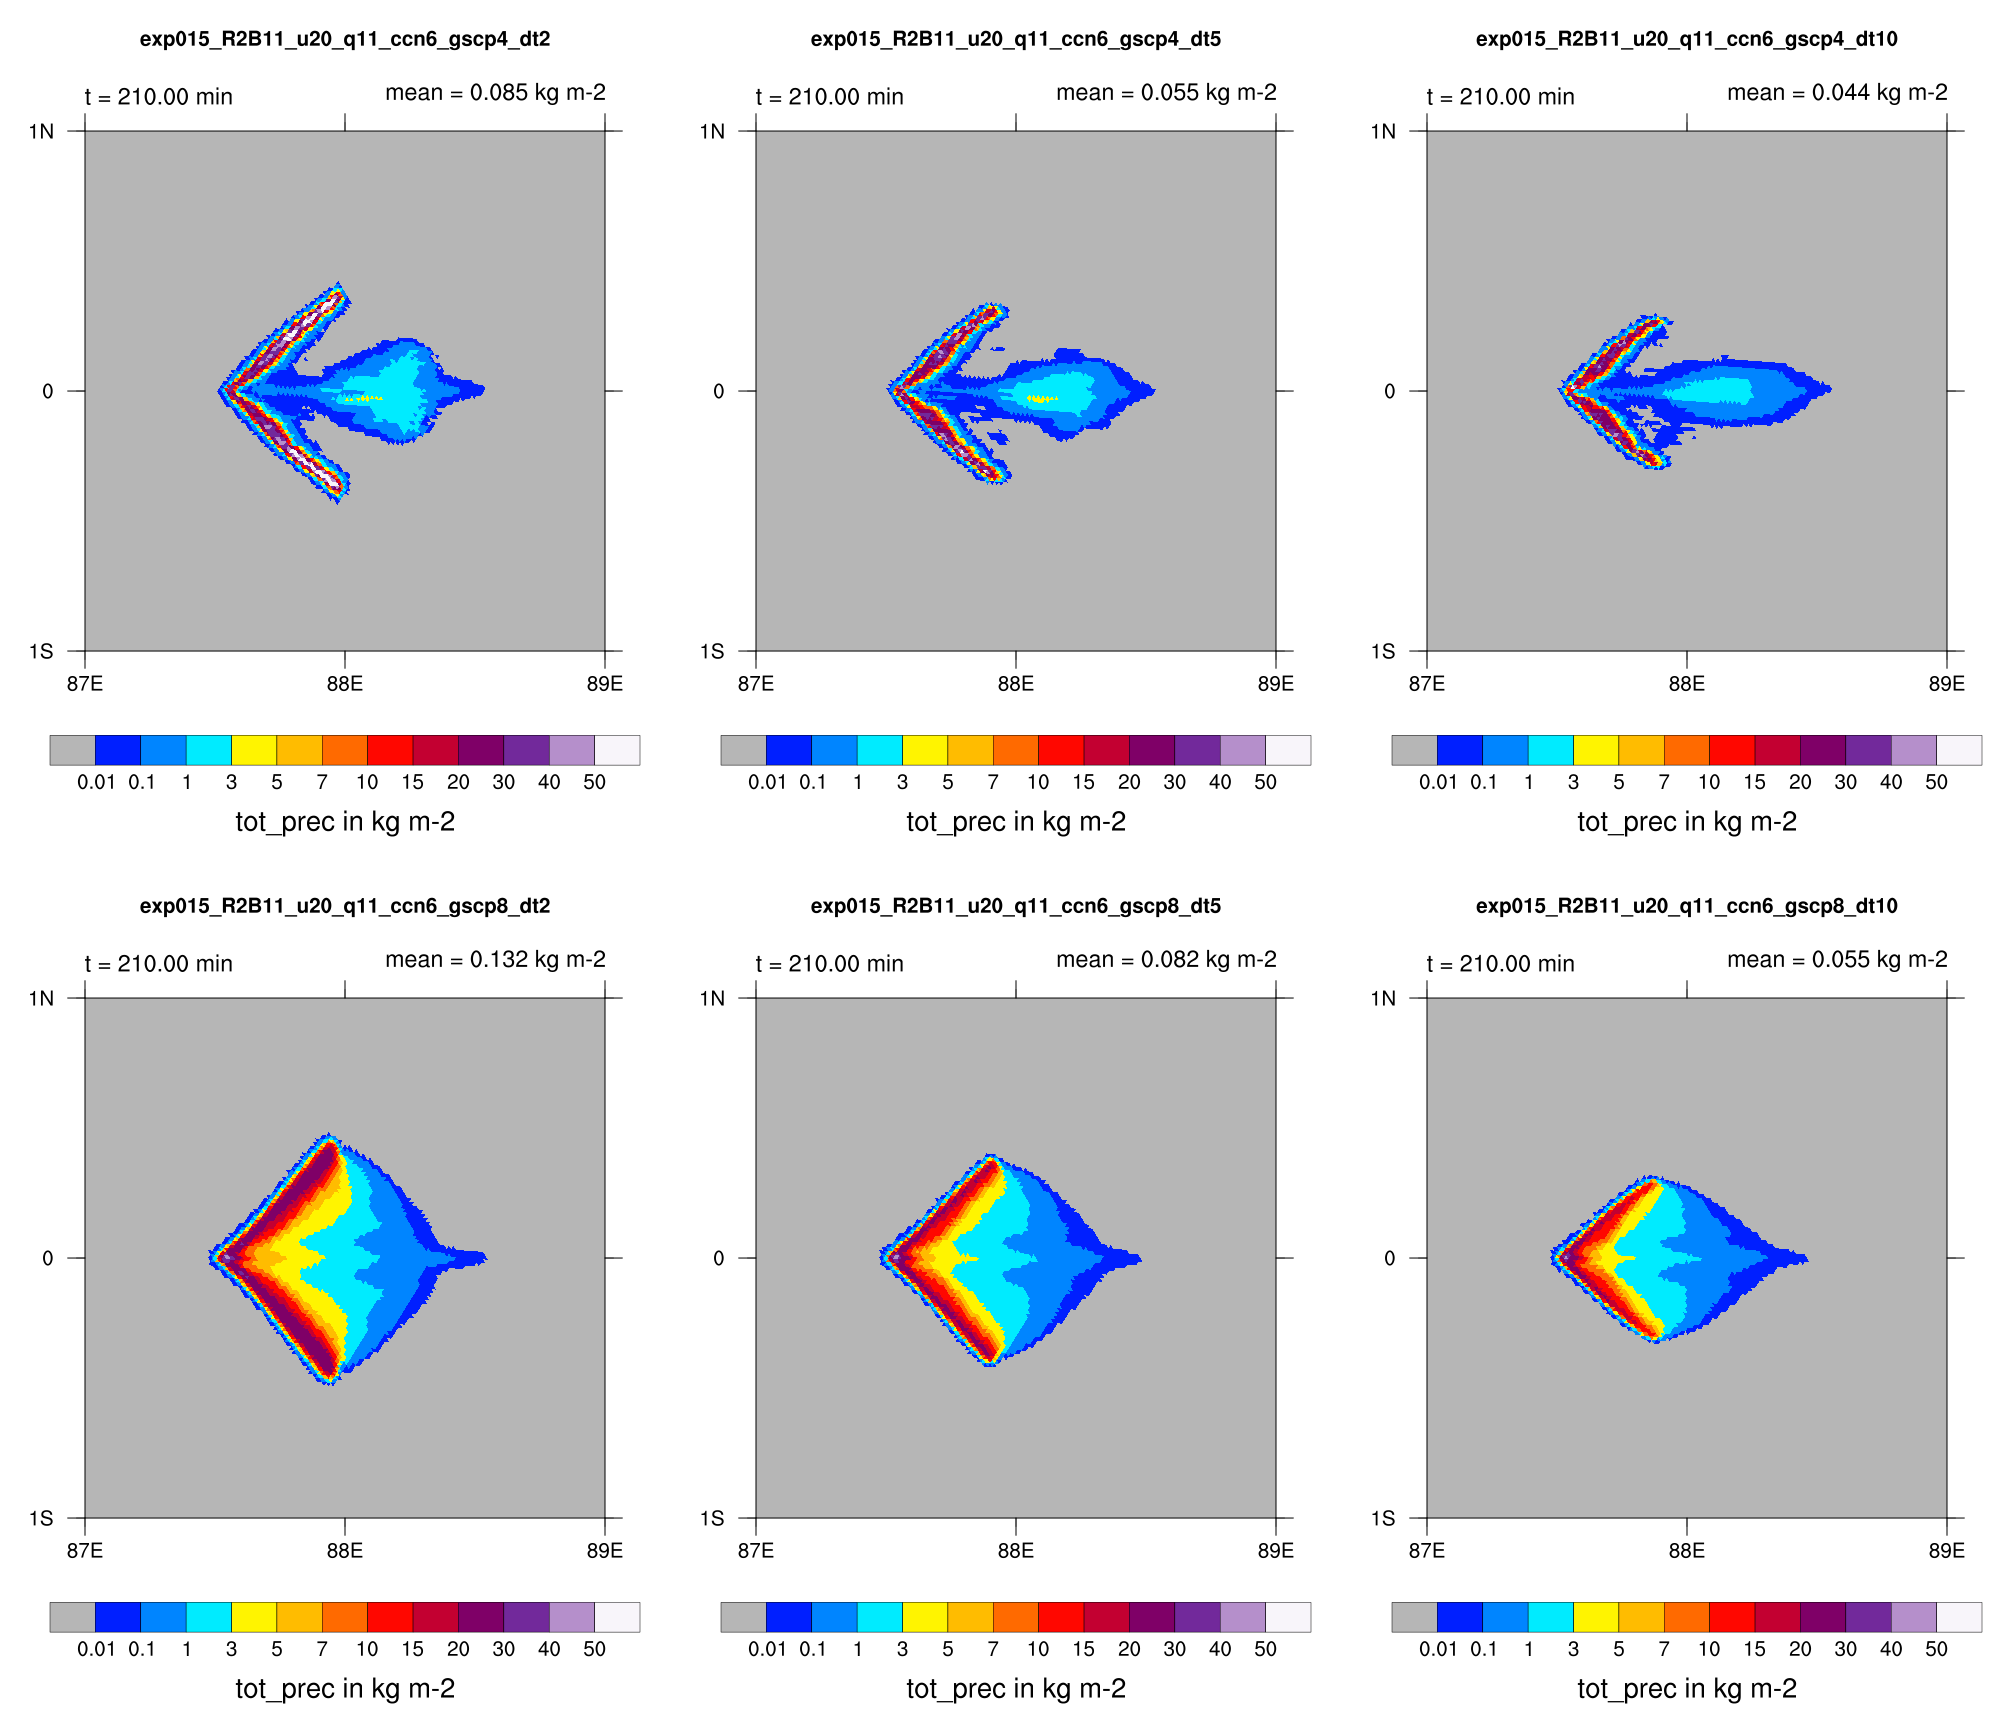 exp015_R2B11_u20_q11_ccn6_gscp4_dt2
t = 210.00 min mean = 0.085 kg m-2
1N
0
1S
87E 88E 89E
0.01 0.1 1 3 5 7 10 15 20 30 40 50
tot_prec in kg m-2
exp015_R2B11_u20_q11_ccn6_gscp4_dt5
t = 210.00 min mean = 0.055 kg m-2
1N
0
1S
87E 88E 89E
0.01 0.1 1 3 5 7 10 15 20 30 40 50
tot_prec in kg m-2
exp015_R2B11_u20_q11_ccn6_gscp4_dt10
t = 210.00 min mean = 0.044 kg m-2
1N
0
1S
87E 88E 89E
0.01 0.1 1 3 5 7 10 15 20 30 40 50
tot_prec in kg m-2
exp015_R2B11_u20_q11_ccn6_gscp8_dt2
t = 210.00 min mean = 0.132 kg m-2
1N
0
1S
87E 88E 89E
0.01 0.1 1 3 5 7 10 15 20 30 40 50
tot_prec in kg m-2
exp015_R2B11_u20_q11_ccn6_gscp8_dt5
t = 210.00 min mean = 0.082 kg m-2
1N
0
1S
87E 88E 89E
0.01 0.1 1 3 5 7 10 15 20 30 40 50
tot_prec in kg m-2
exp015_R2B11_u20_q11_ccn6_gscp8_dt10
t = 210.00 min mean = 0.055 kg m-2
1N
0
1S
87E 88E 89E
0.01 0.1 1 3 5 7 10 15 20 30 40 50
tot_prec in kg m-2